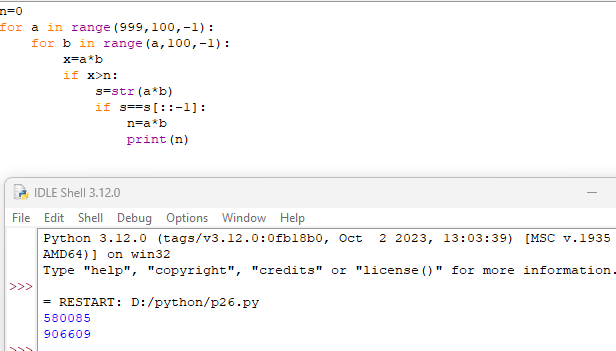 n=0
for a in range(999,100,-1):
    for b in range(a,100,-1):
        x=a*b
        if x>n:
            s=str(a*b)
            if s==s[::-1]:
                n=a*b
                print(n)
IDLE Shell 3.12.0
File Edit Shell Debug Options Window Help
Python 3.12.0 (tags/v3.12.0:0fb18b0, Oct  2 2023, 13:03:39) [MSC v.1935
AMD64)] on win32
Type "help", "copyright", "credits" or "license()" for more information.
>>>
= RESTART: D:/python/p26.py
580085
906609
>>>